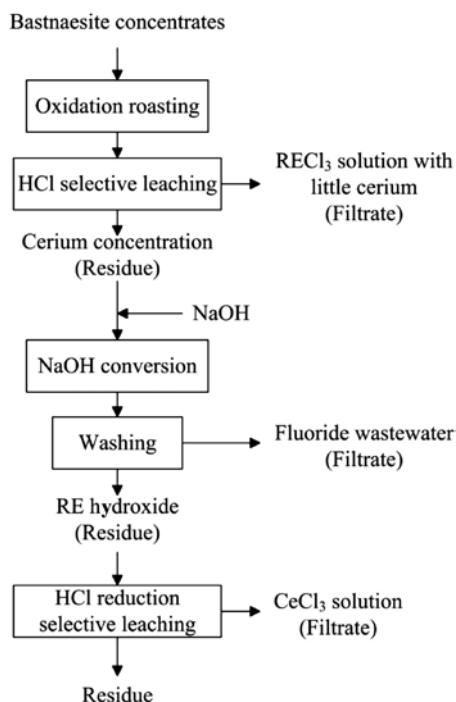 Bastnaesite concentrates
Oxidation roasting
HCl selective leaching
RECl₃ solution with
little cerium
(Filtrate)
Cerium concentration
(Residue)
NaOH
NaOH conversion
Washing
Fluoride wastewater
(Filtrate)
RE hydroxide
(Residue)
HCl reduction
selective leaching
CeCl₃ solution
(Filtrate)
Residue